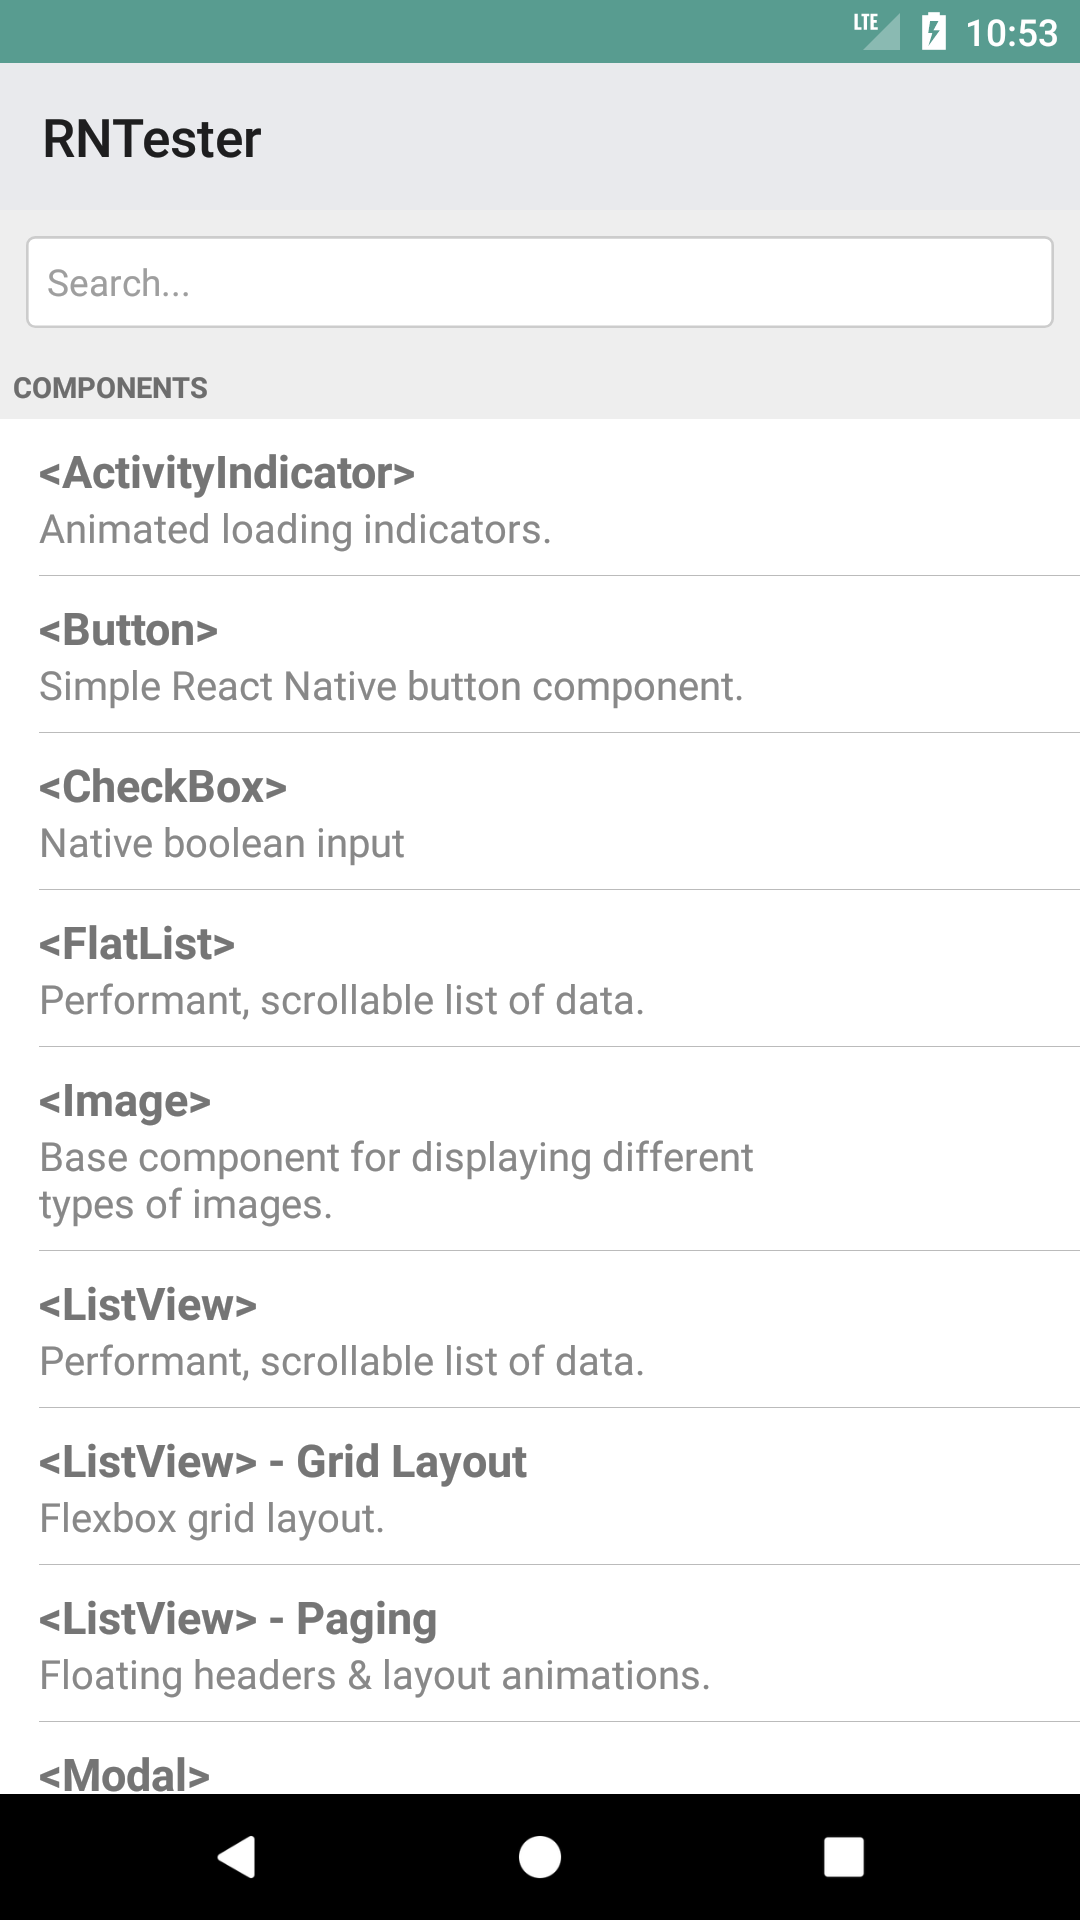 LTE 10:53
RNTester
Search...
COMPONENTS
<ActivityIndicator>
Animated loading indicators.
<Button>
Simple React Native button component.
<CheckBox>
Native boolean input
<FlatList>
Performant, scrollable list of data.
<Image>
Base component for displaying different
types of images.
<ListView>
Performant, scrollable list of data.
<ListView> - Grid Layout
Flexbox grid layout.
<ListView> - Paging
Floating headers & layout animations.
<Modal>